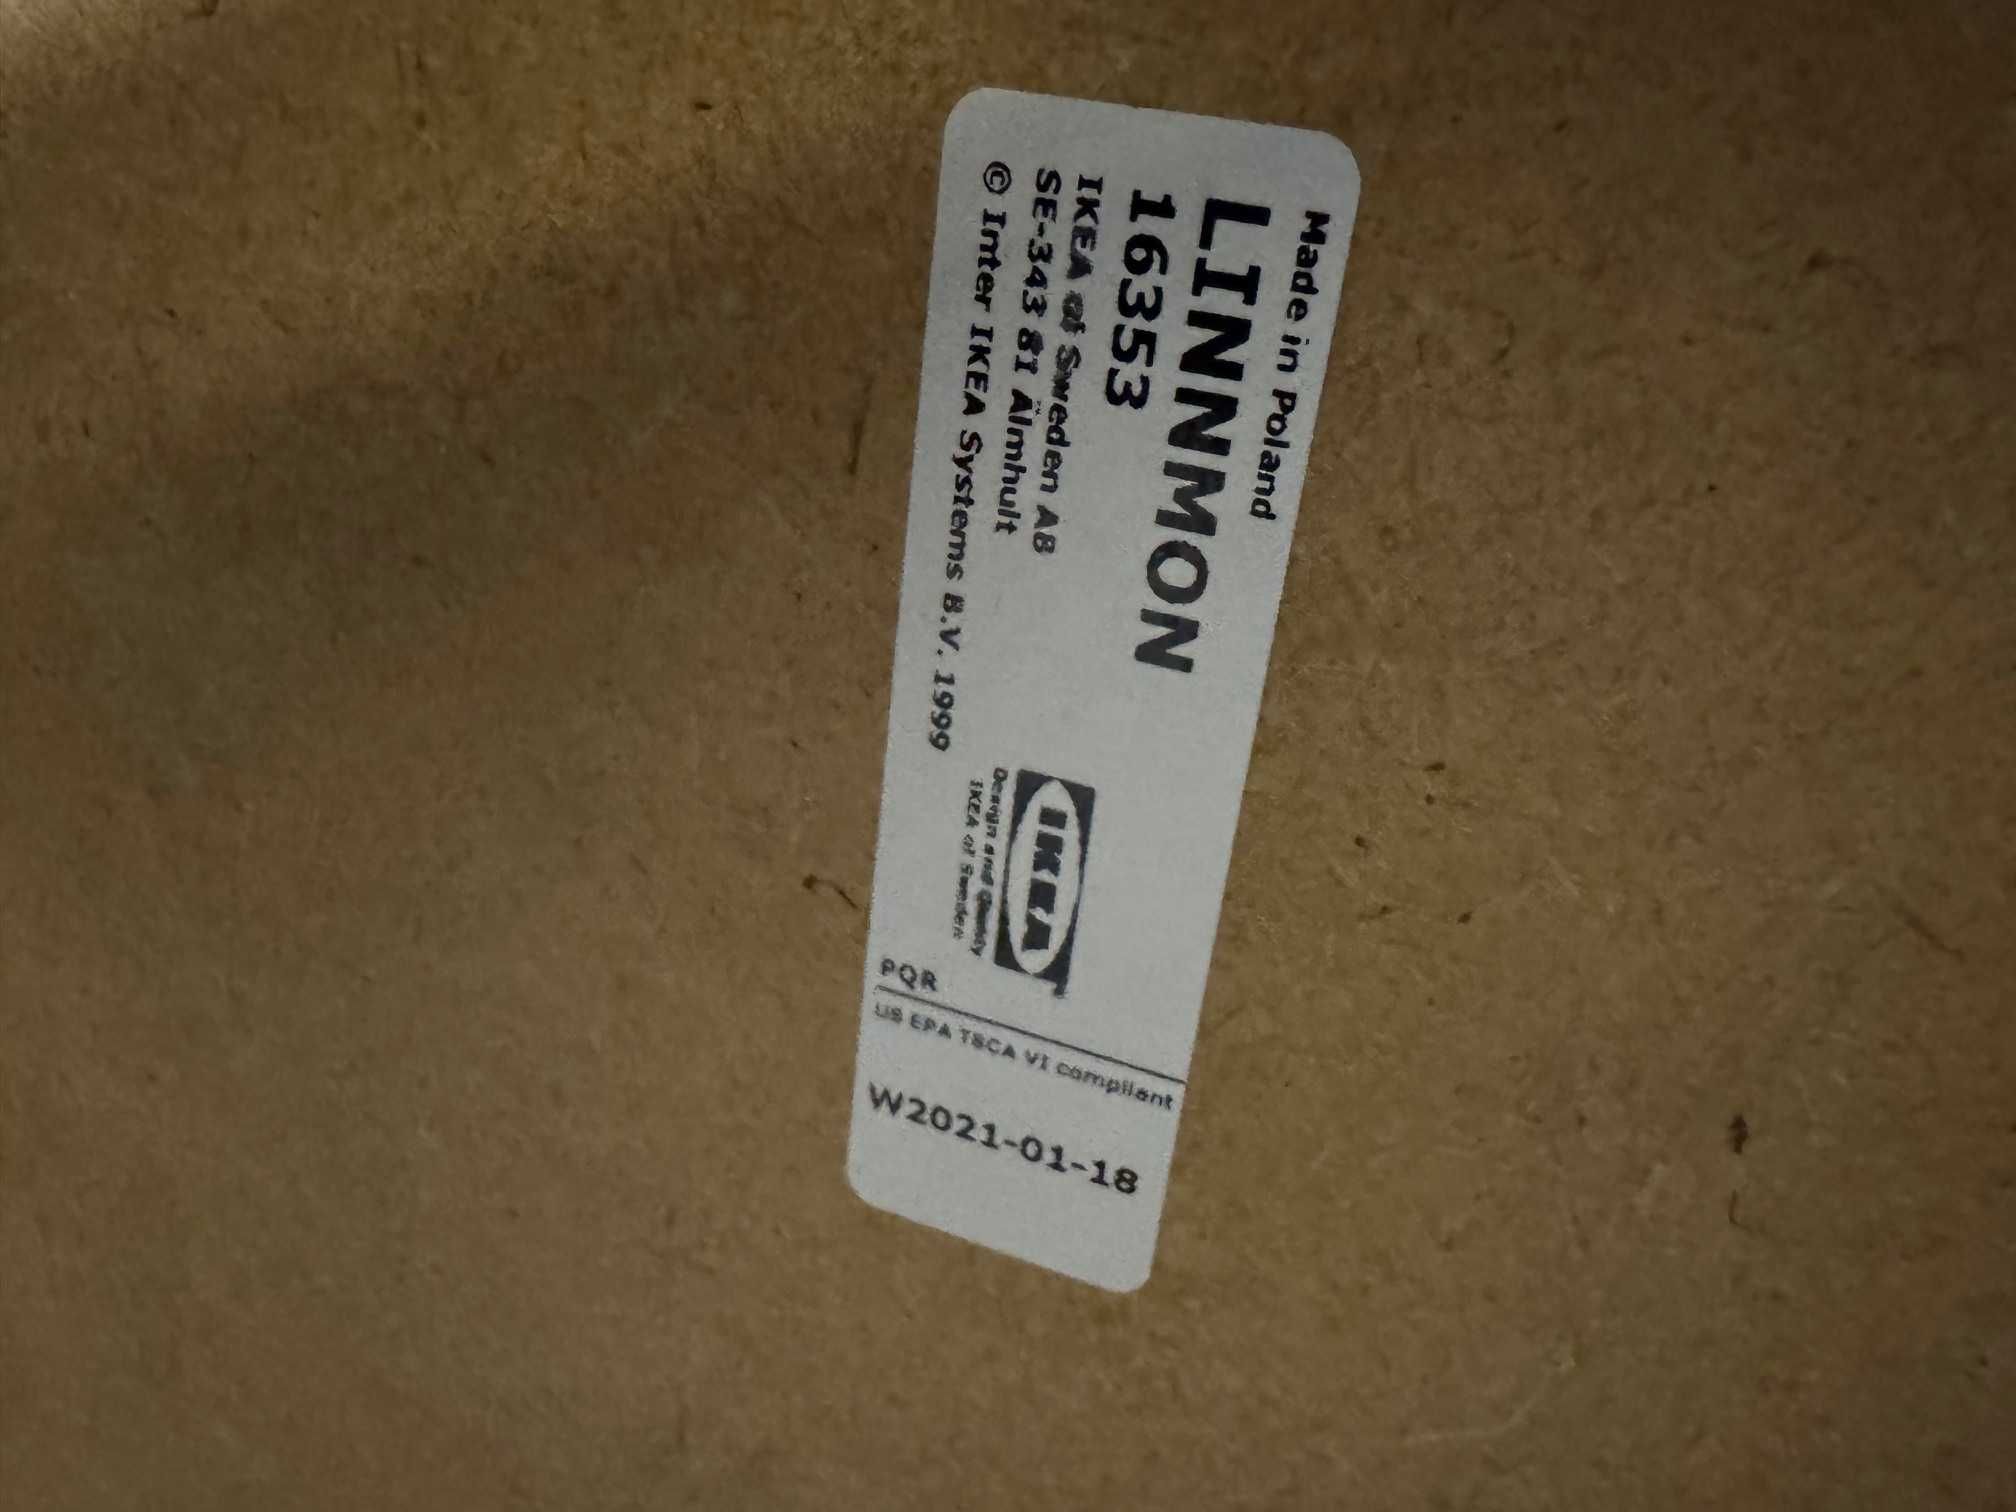 Made in Poland
LINNMON
16353
IKEA of Sweden AB
SE-343 81 Älmhult
© Inter IKEA Systems B.V. 1999
IKEA
Design and Quality
IKEA of Sweden
PQR
US EPA TSCA VI compliant
W2021-01-18